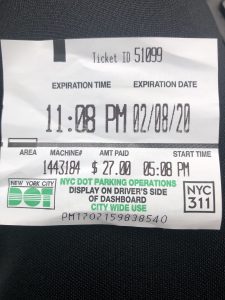 Ticket ID 51099
EXPIRATION TIME EXPIRATION DATE
11:08 PM 02/08/20
AREA MACHINE# AMT PAID START TIME
1443184 $ 27.00 05:08 PM
NEW YORK CITY
DOT
NYC DOT PARKING OPERATIONS
DISPLAY ON DRIVER'S SIDE
OF DASHBOARD
CITY WIDE USE
NYC
311
PM1702159838540